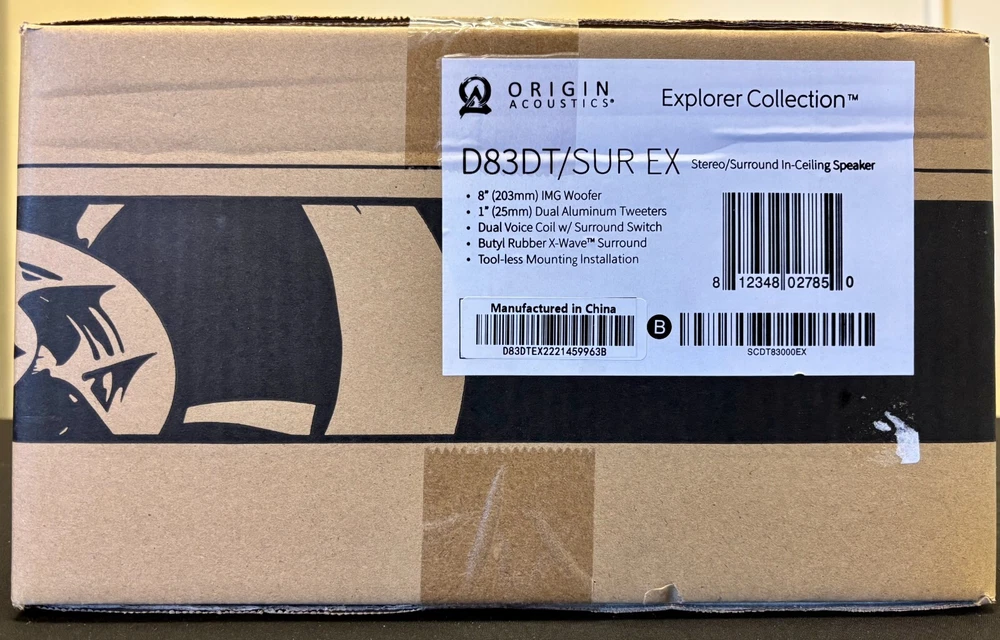 ORIGIN
ACOUSTICS®
Explorer Collection™
D83DT/SUR EX Stereo/Surround In-Ceiling Speaker
• 8" (203mm) IMG Woofer
• 1" (25mm) Dual Aluminum Tweeters
• Dual Voice Coil w/ Surround Switch
• Butyl Rubber X-Wave™ Surround
• Tool-less Mounting Installation
8 12348 02785 0
Manufactured in China
D83DTEX2221459963B
B
SCDT83000EX